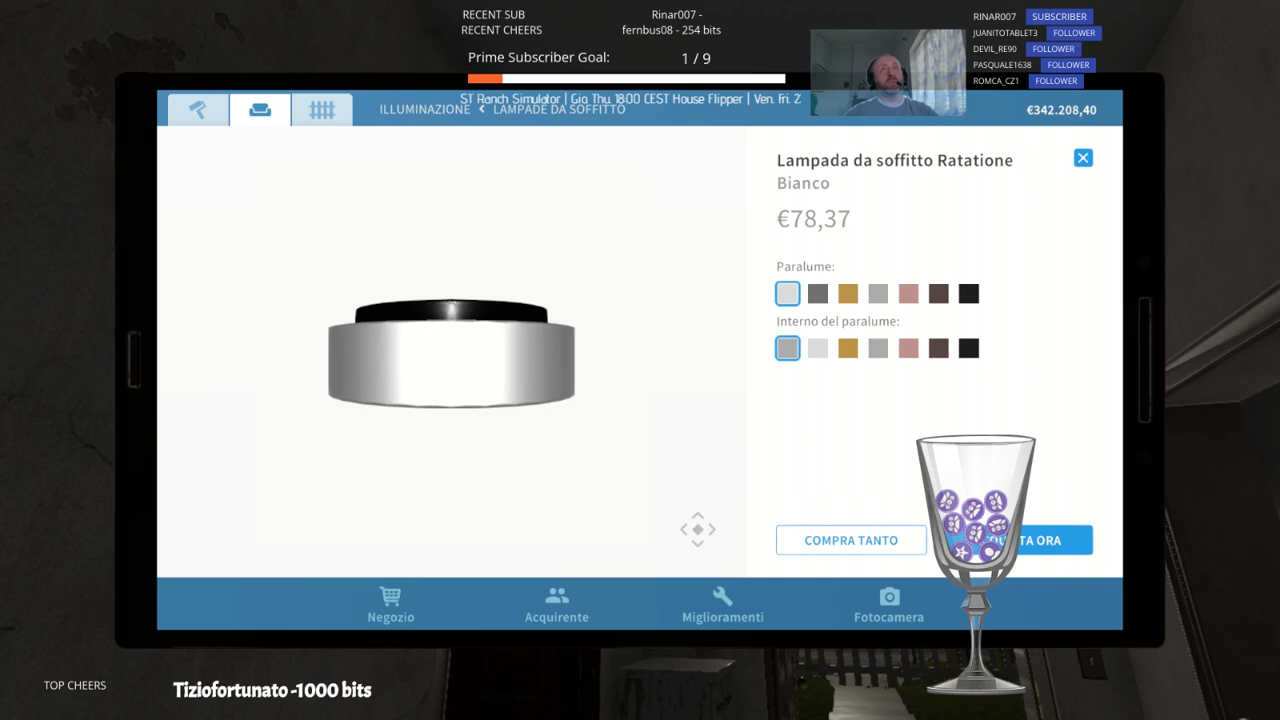 RECENT SUB
Rinar007 -
RECENT CHEERS
fernbus08 - 254 bits
Prime Subscriber Goal:
1 / 9
RINAR007 SUBSCRIBER
JUANITOTABLET3 FOLLOWER
DEVIL_RE90 FOLLOWER
PASQUALE1638 FOLLOWER
ROMCA_CZ1 FOLLOWER
ST Ranch Simulator | Gio Thu 18:00 CEST House Flipper | Ven. Fri.
ILLUMINAZIONE < LAMPADE DA SOFFITTO
€342.208,40
Lampada da soffitto Ratatione
Bianco
€78,37
Paralume:
Interno del paralume:
COMPRA TANTO
ORA
Negozio
Acquirente
Miglioramenti
Fotocamera
TOP CHEERS
Tiziofortunato -1000 bits